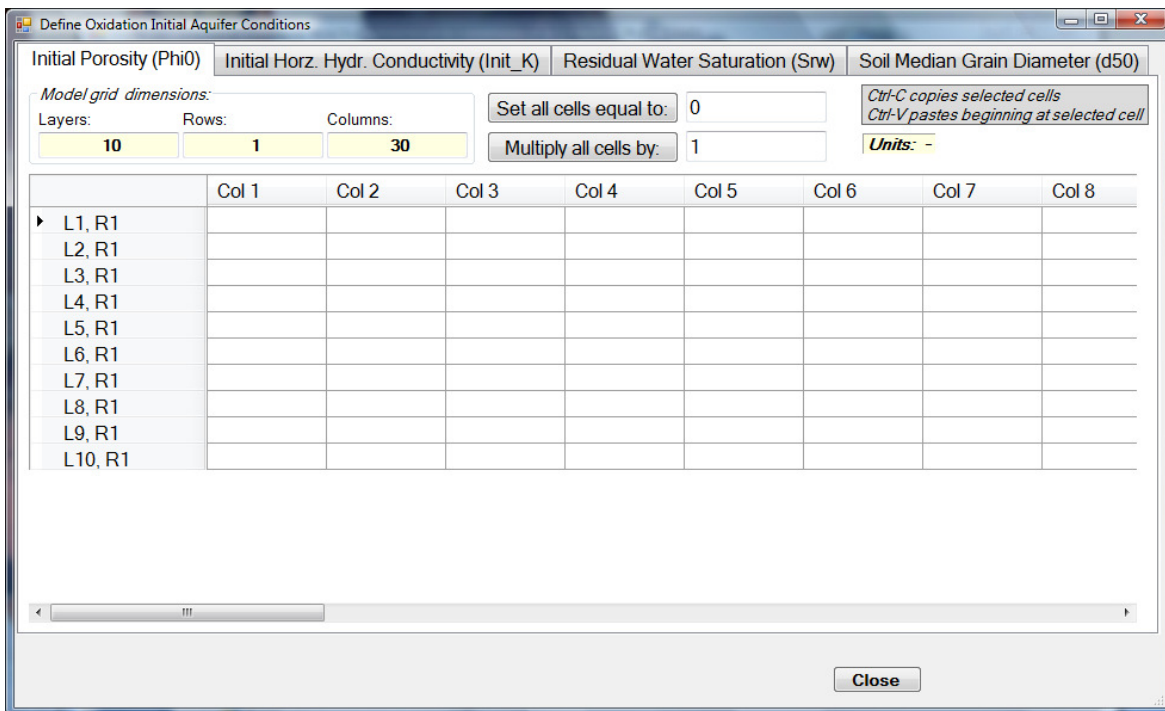 Define Oxidation Initial Aquifer Conditions
Initial Porosity (Phi0) Initial Horz. Hydr. Conductivity (Init_K) Residual Water Saturation (Srw) Soil Median Grain Diameter (d50)
Model grid dimensions:
Layers: Rows: Columns:
10 1 30
Set all cells equal to: 0
Multiply all cells by: 1
Ctrl-C copies selected cells
Ctrl-V pastes beginning at selected cell
Units: -
Col 1 Col 2 Col 3 Col 4 Col 5 Col 6 Col 7 Col 8
L1, R1
L2, R1
L3, R1
L4, R1
L5, R1
L6, R1
L7, R1
L8, R1
L9, R1
L10, R1
Close